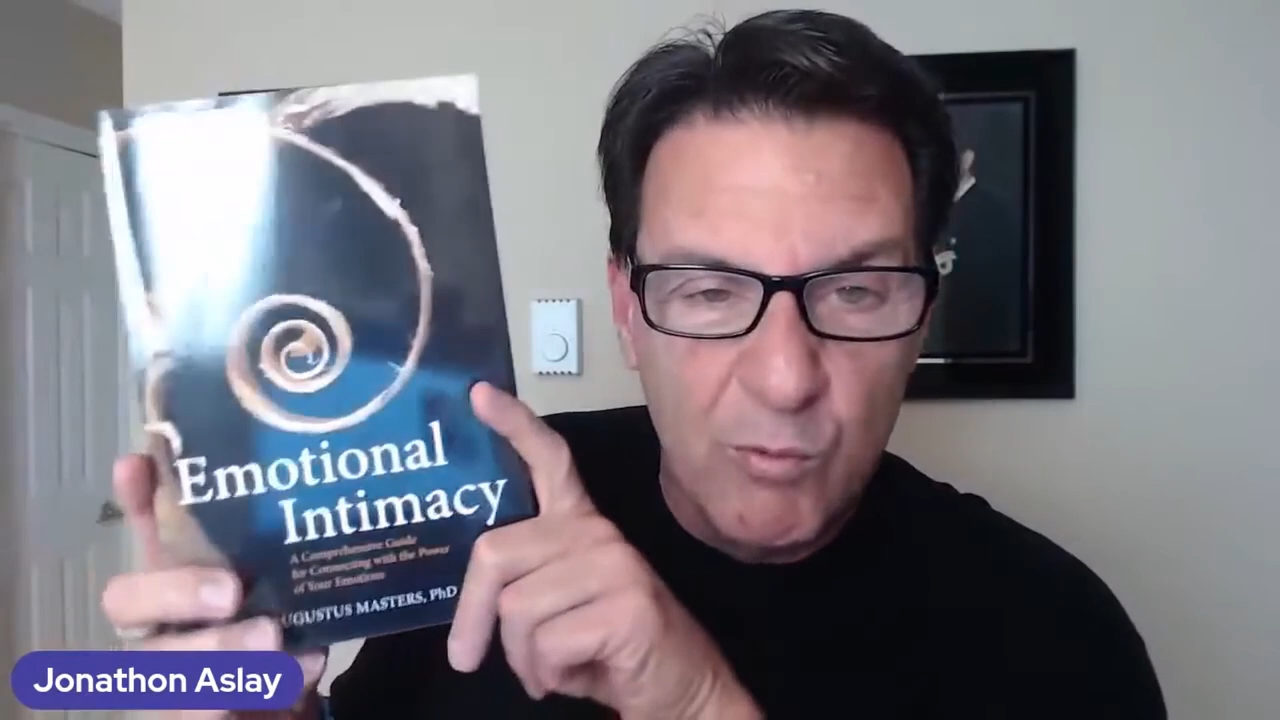 Emotional
Intimacy
A Comprehensive Guide
for Connecting with the Power
of Your Emotions
UGUSTUS MASTERS, PhD
Jonathon Aslay